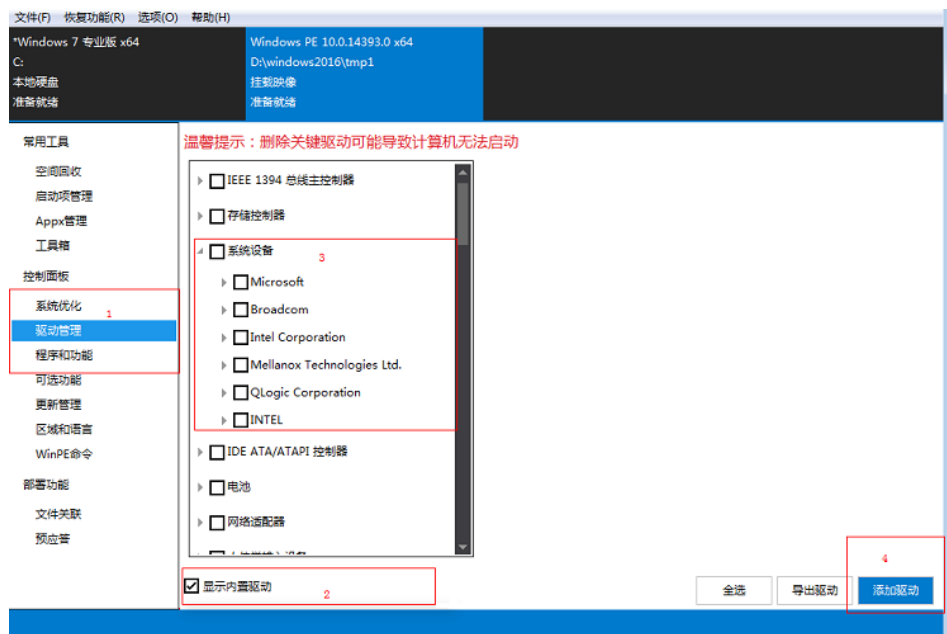 文件(F) 恢复功能(R) 选项(O) 帮助(H)
*Windows 7 专业版 x64
C:
本地硬盘
准备就绪
Windows PE 10.0.14393.0 x64
D:\windows2016\tmp1
挂载映像
准备就绪
常用工具
空间回收
启动项管理
Appx管理
工具箱
控制面板
系统优化
1
驱动管理
程序和功能
可选功能
更新管理
区域和语言
WinPE命令
部署功能
文件关联
预应答
温馨提示：删除关键驱动可能导致计算机无法启动
IEEE 1394 总线主控制器
存储控制器
系统设备
3
Microsoft
Broadcom
Intel Corporation
Mellanox Technologies Ltd.
QLogic Corporation
INTEL
IDE ATA/ATAPI 控制器
电池
网络适配器
显示内置驱动
2
全选
导出驱动
4
添加驱动